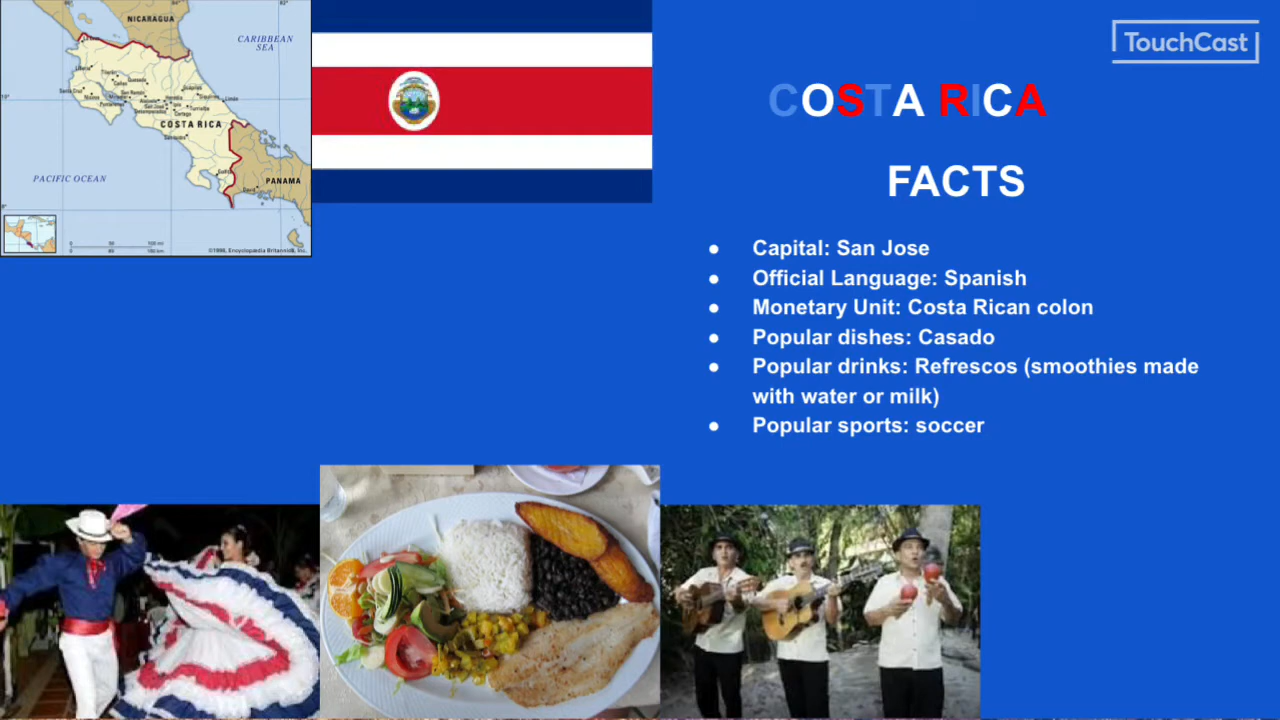 NICARAGUA
CARIBBEAN
SEA
COSTA RICA
PACIFIC OCEAN
PANAMA
TouchCast
COSTA RICA
FACTS
● Capital: San Jose
● Official Language: Spanish
● Monetary Unit: Costa Rican colon
● Popular dishes: Casado
● Popular drinks: Refrescos (smoothies made
with water or milk)
● Popular sports: soccer